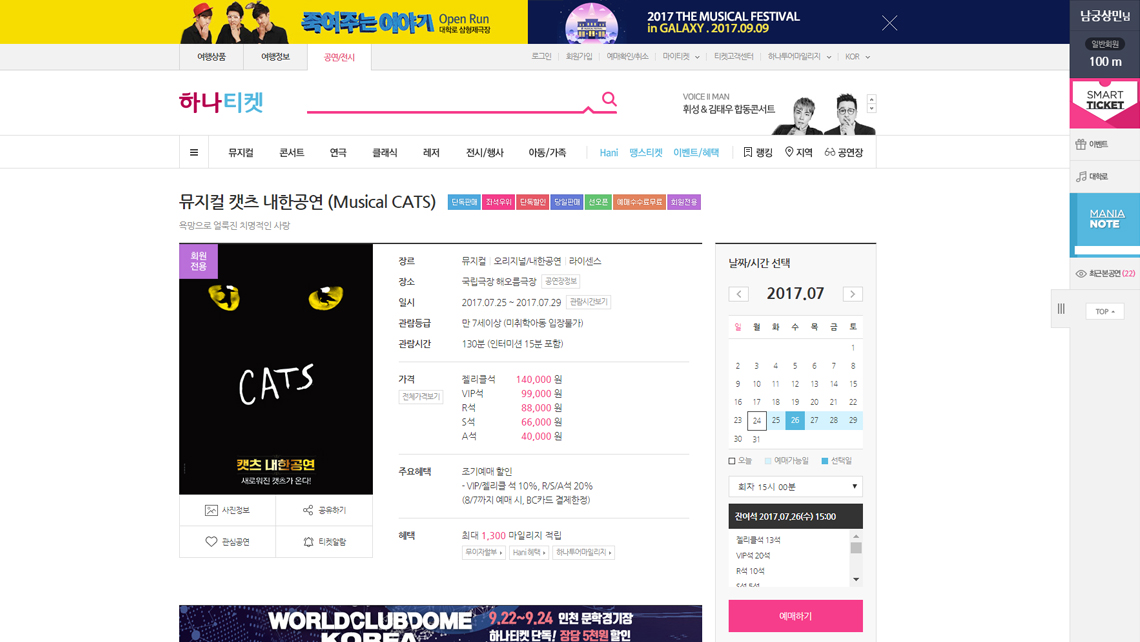 죽여주는 이야기 Open Run
대학로 삼형제극장
2017 THE MUSICAL FESTIVAL
in GALAXY . 2017.09.09
남궁상민님
일반회원
100 m
여행상품 여행정보 공연/전시
로그인 회원가입 예매확인/취소 마이티켓 티켓고객센터 하나투어마일리지 KOR
하나티켓
VOICE II MAN
휘성 & 김태우 합동콘서트
SMART
TICKET
이벤트
대학로
뮤지컬 콘서트 연극 클래식 레저 전시/행사 아동/가족 Hani 땡스티켓 이벤트/혜택 랭킹 지역 공연장
뮤지컬 캣츠 내한공연 (Musical CATS) 단독판매 좌석우위 단독할인 당일판매 선오픈 예매수수료무료 회원전용
욕망으로 얼룩진 치명적인 사랑
MANIA
NOTE
최근본공연 (22)
TOP
회원
전용
CATS
캣츠 내한공연
새로워진 캣츠가 온다!
사진정보 공유하기
관심공연 티켓알람
장르 뮤지컬 오리지널/내한공연 라이센스
장소 국립극장 해오름극장 공연장정보
일시 2017.07.25 ~ 2017.07.29 관람시간보기
관람등급 만 7세이상 (미취학아동 입장불가)
관람시간 130분 (인터미션 15분 포함)
가격 젤리클석 140,000 원
전체가격보기
VIP석 99,000 원
R석 88,000 원
S석 66,000 원
A석 40,000 원
주요혜택 조기예매 할인
- VIP/젤리클 석 10%, R/S/A석 20%
(8/7까지 예매 시, BC카드 결제한정)
혜택 최대 1,300 마일리지 적립
무이자할부 Hani 혜택 하나투어마일리지
날짜/시간 선택
2017.07
일 월 화 수 목 금 토
1
2 3 4 5 6 7 8
9 10 11 12 13 14 15
16 17 18 19 20 21 22
23 24 25 26 27 28 29
30 31
오늘 예매가능일 선택일
회차 15시 00분
잔여석 2017.07.26(수) 15:00
젤리클석 13석
VIP석 20석
R석 10석
S석 5석
예매하기
WORLDCLUBDOME
KOREA
9.22~9.24 인천 문학경기장
하나티켓 단독! 장당 5천원 할인